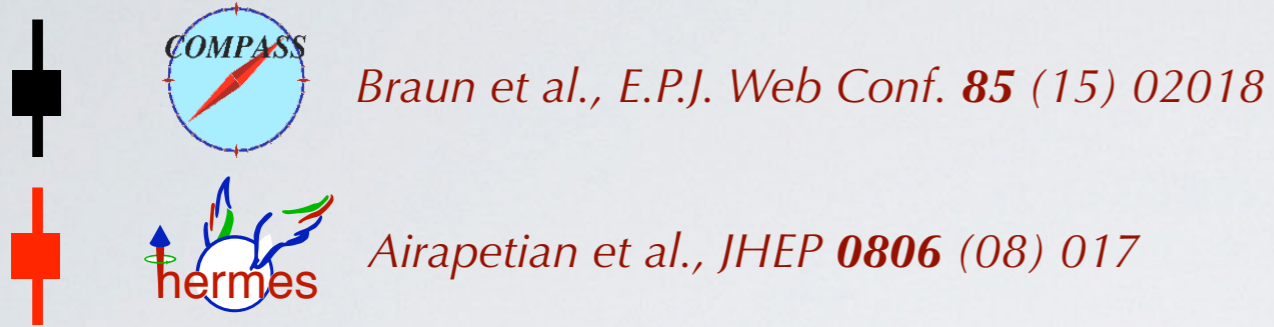 COMPASS
Braun et al., E.P.J. Web Conf. 85 (15) 02018
hermes
Airapetian et al., JHEP 0806 (08) 017